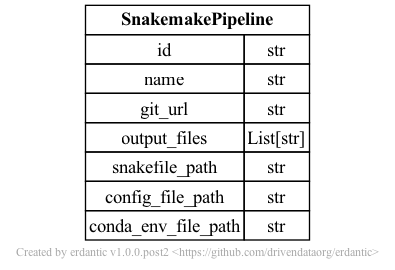 SnakemakePipeline
id str
name str
git_url str
output_files List[str]
snakefile_path str
config_file_path str
conda_env_file_path str
Created by erdantic v1.0.0.post2 <https://github.com/drivendataorg/erdantic>